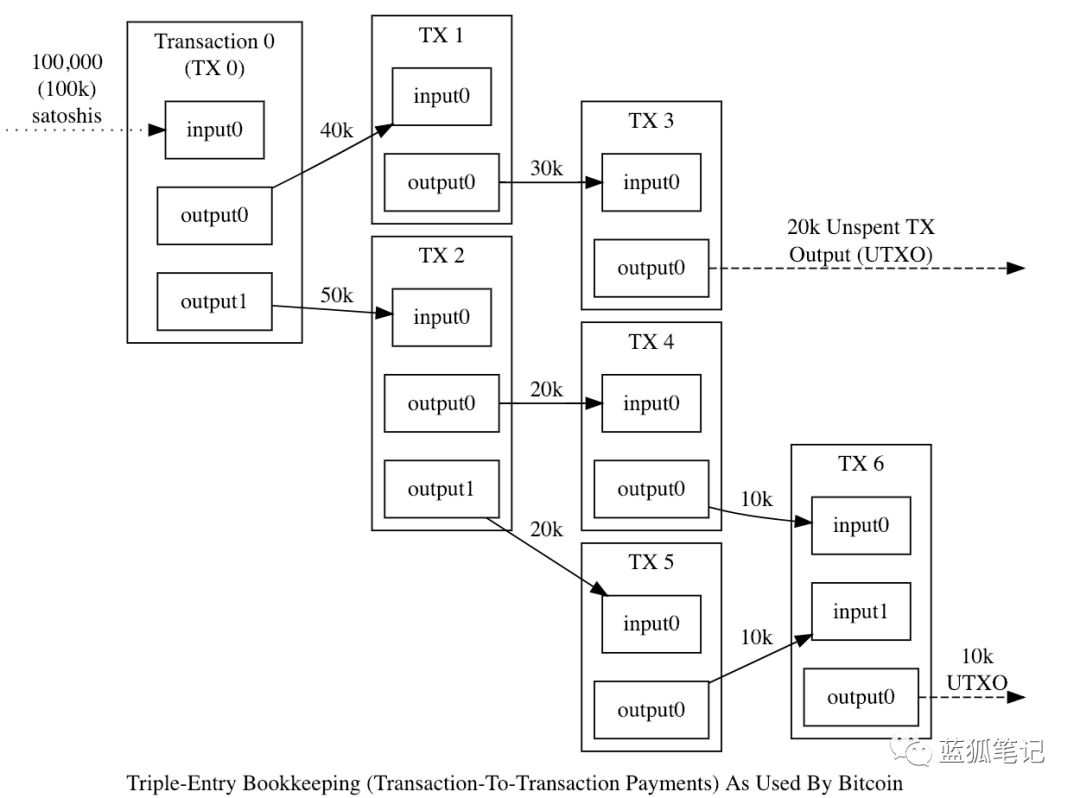 100,000
(100k)
satoshis
Transaction 0
(TX 0)
input0
output0
output1
40k
50k
TX 1
input0
output0
TX 2
input0
output0
output1
30k
20k
20k
TX 3
input0
output0
20k Unspent TX
Output (UTXO)
TX 4
input0
output0
TX 5
input0
output0
10k
10k
TX 6
input0
input1
output0
10k
UTXO
蓝狐笔记
Triple-Entry Bookkeeping (Transaction-To-Transaction Payments) As Used By Bitcoin